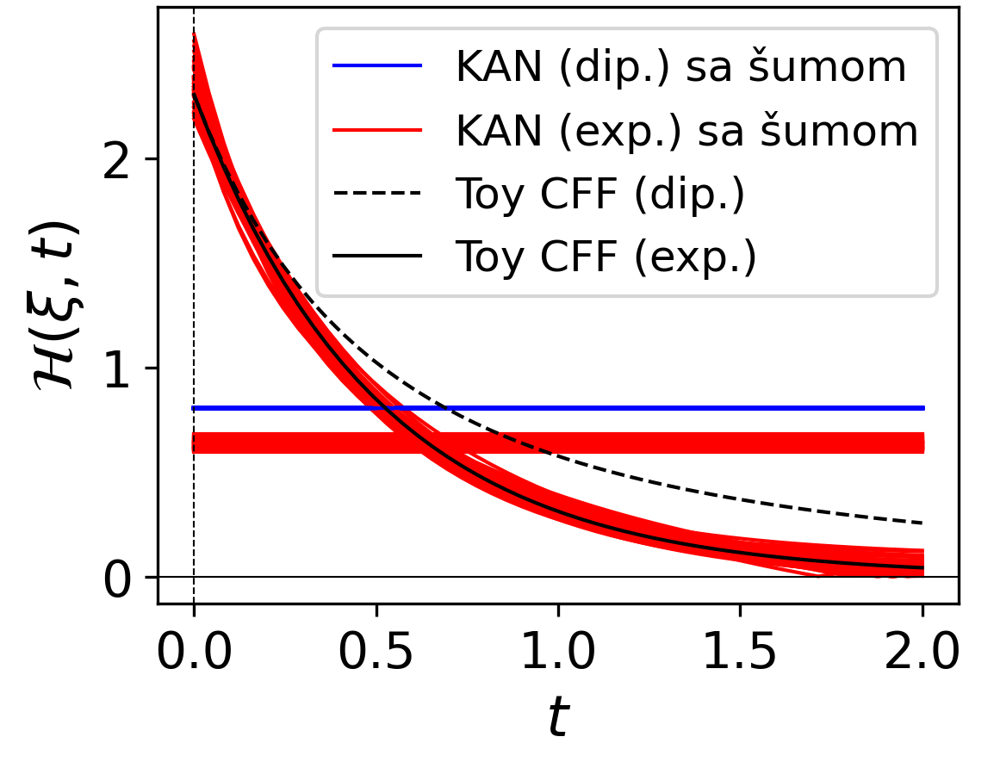 KAN (dip.) sa šumom
KAN (exp.) sa šumom
Toy CFF (dip.)
Toy CFF (exp.)
ℋ(ξ, t)
2
1
0
0.0 0.5 1.0 1.5 2.0
t